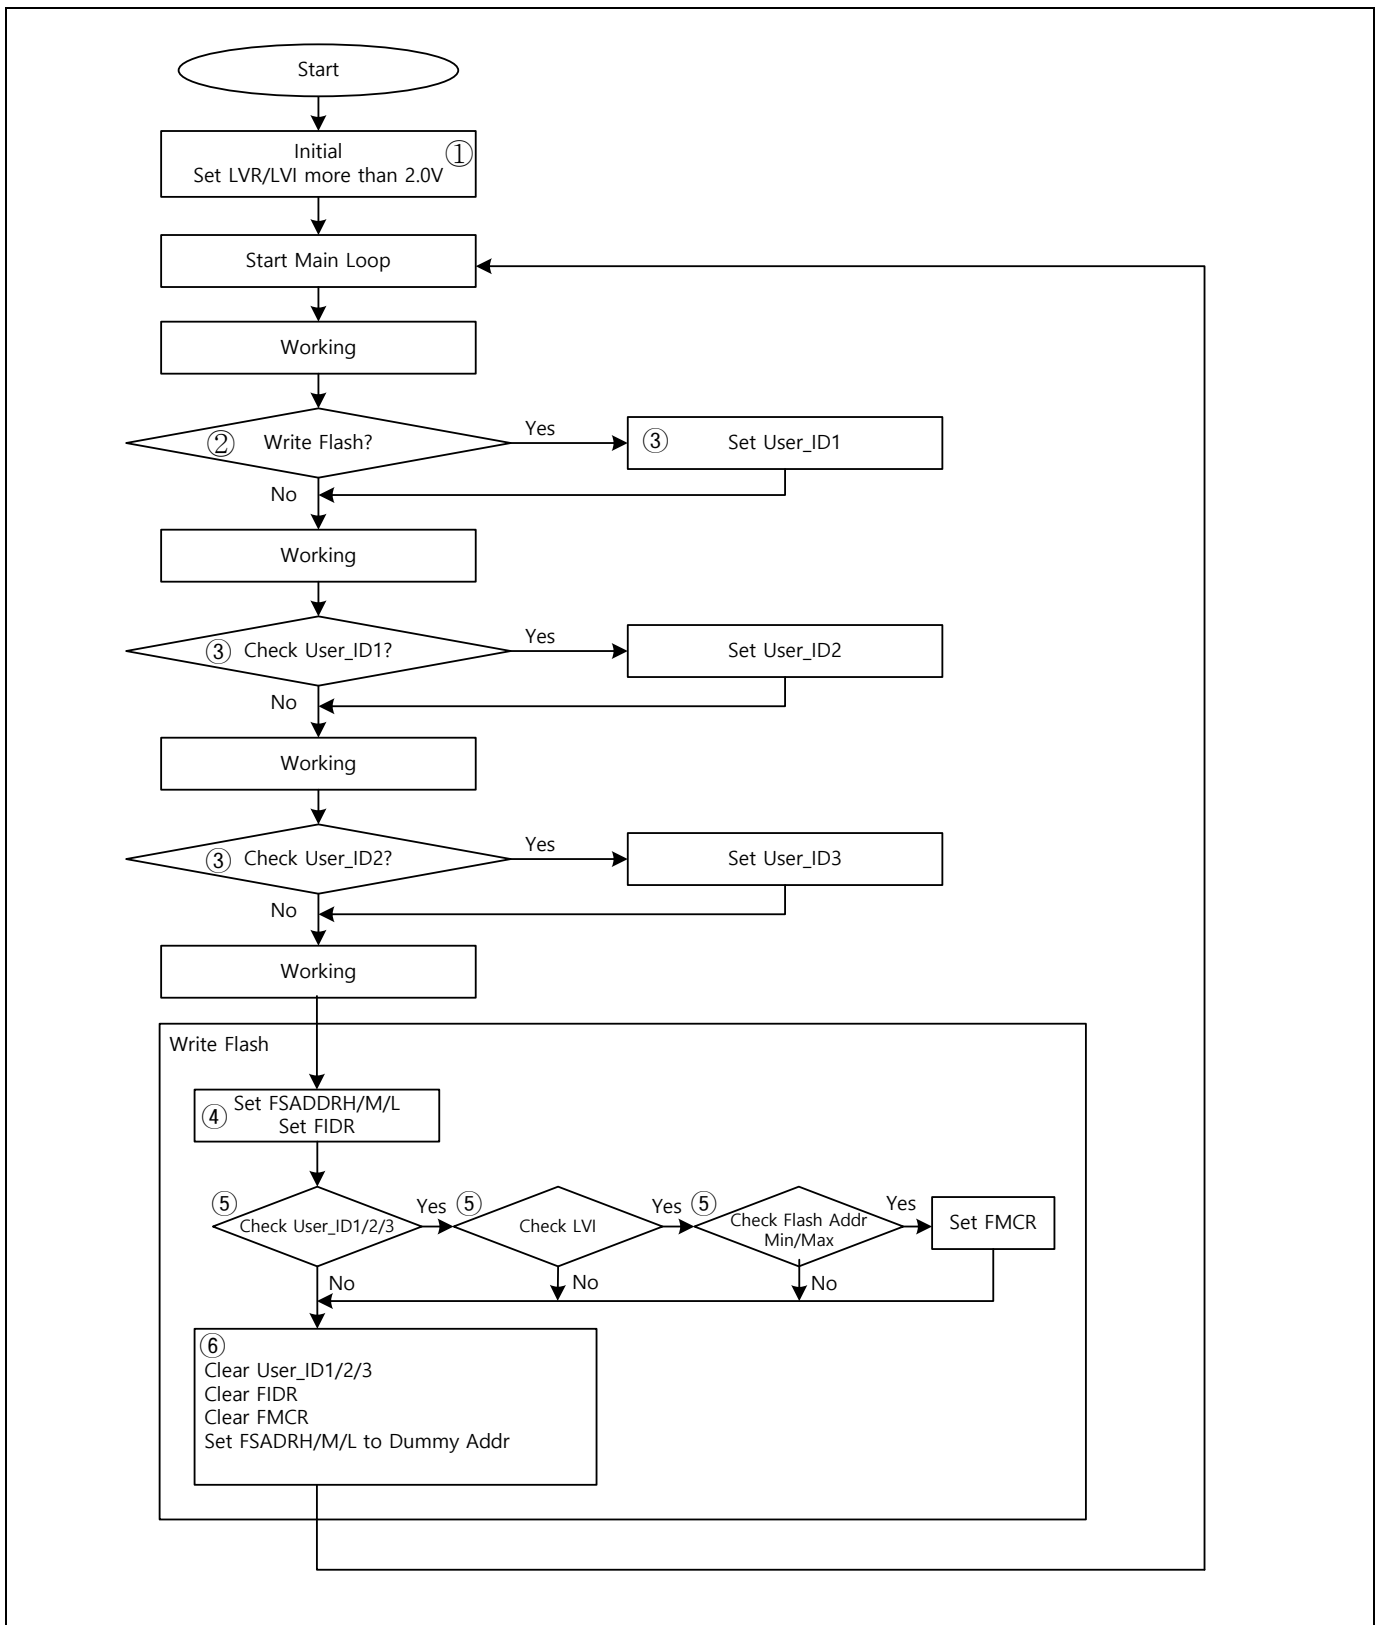 Start
Initial
①
Set LVR/LVI more than 2.0V
Start Main Loop
Working
② Write Flash?
Yes
③ Set User_ID1
No
Working
③ Check User_ID1?
Yes
Set User_ID2
No
Working
③ Check User_ID2?
Yes
Set User_ID3
No
Working
Write Flash
④
Set FSADDRH/M/L
Set FIDR
⑤
Check User_ID1/2/3
Yes
⑤
Check LVI
Yes
⑤
Check Flash Addr
Min/Max
Yes
Set FMCR
No
No
No
⑥
Clear User_ID1/2/3
Clear FIDR
Clear FMCR
Set FSADRH/M/L to Dummy Addr